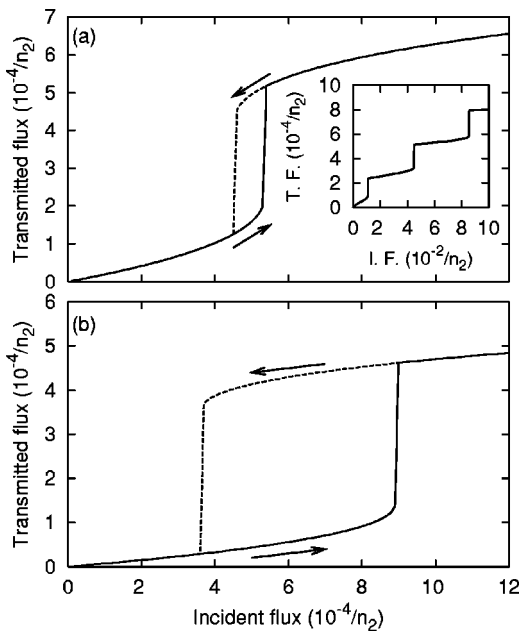 7
6
5
4
3
2
1
0
Transmitted flux (10⁻⁴/n₂)
(a)
10
8
6
4
2
0
T. F. (10⁻⁴/n₂)
0 2 4 6 8 10
I. F. (10⁻²/n₂)
6
5
4
3
2
1
0
Transmitted flux (10⁻⁴/n₂)
(b)
0 2 4 6 8 10 12
Incident flux (10⁻⁴/n₂)